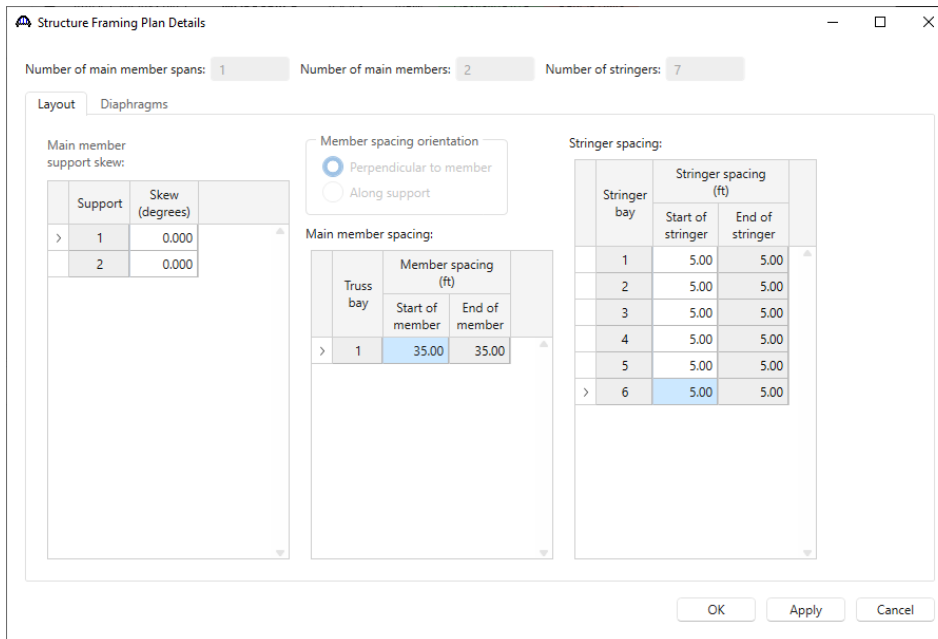 Structure Framing Plan Details
Number of main member spans: 1 Number of main members: 2 Number of stringers: 7
Layout Diaphragms
Main member
support skew:
Support Skew
(degrees)
> 1 0.000
2 0.000
Member spacing orientation
Perpendicular to member
Along support
Main member spacing:
Truss
bay
Member spacing
(ft)
Start of
member
End of
member
> 1 35.00 35.00
Stringer spacing:
Stringer
bay
Stringer spacing
(ft)
Start of
stringer
End of
stringer
1 5.00 5.00
2 5.00 5.00
3 5.00 5.00
4 5.00 5.00
5 5.00 5.00
> 6 5.00 5.00
OK Apply Cancel